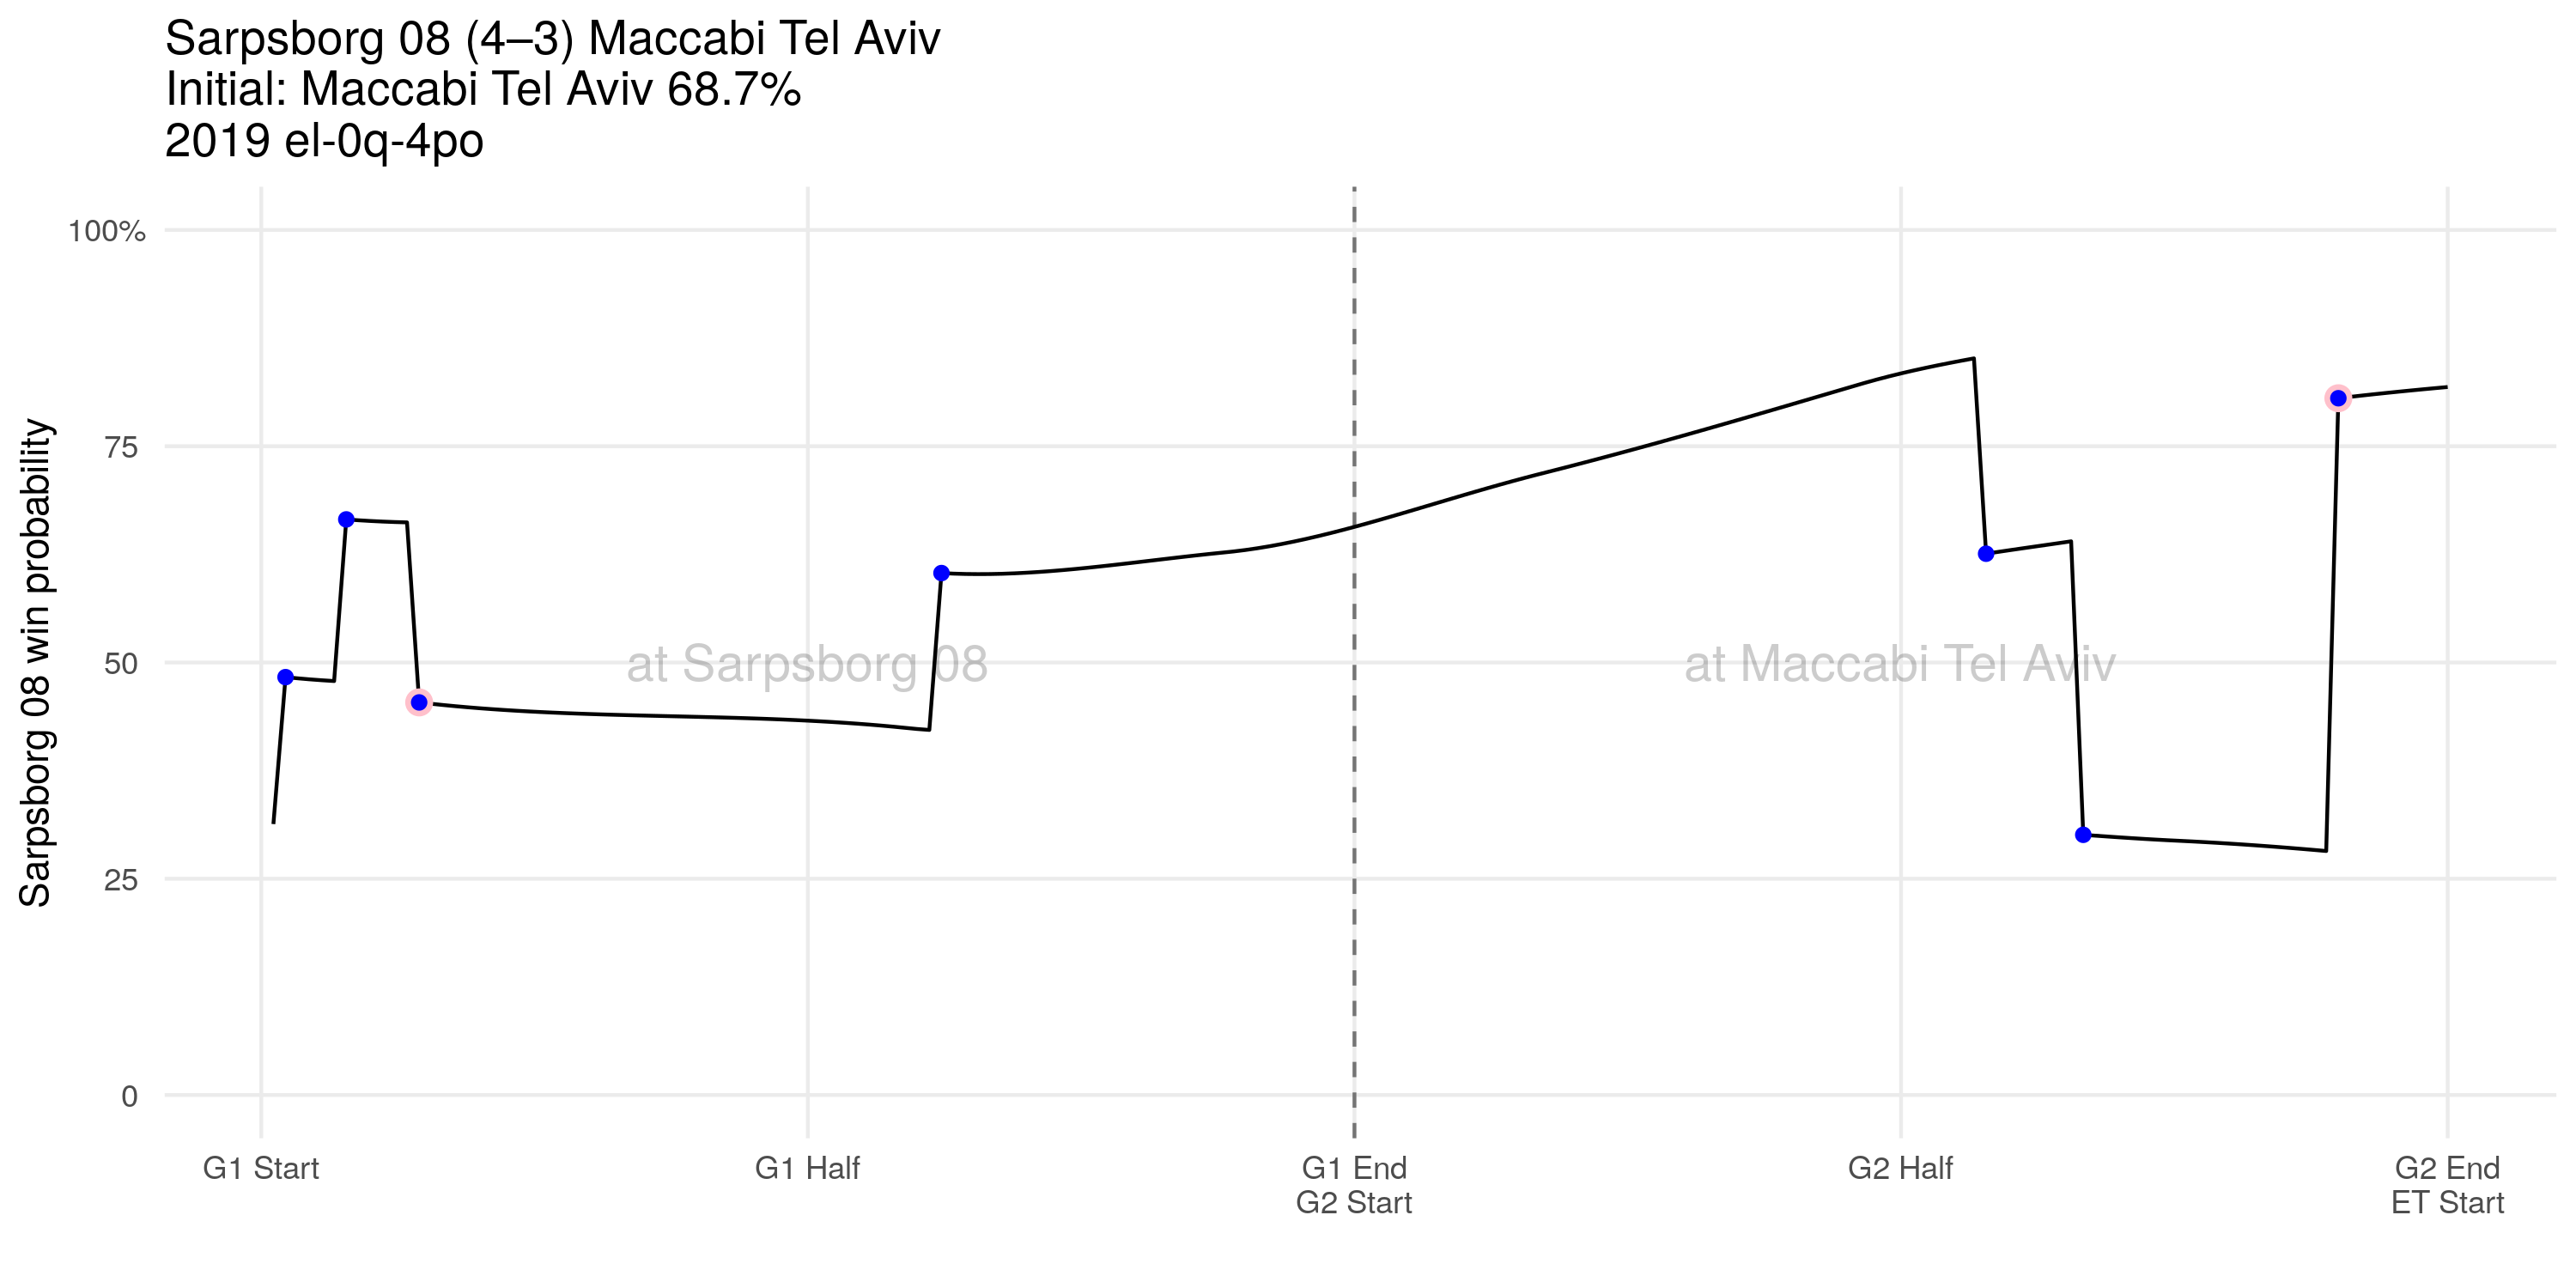 Sarpsborg 08 (4–3) Maccabi Tel Aviv
Initial: Maccabi Tel Aviv 68.7%
2019 el-0q-4po
Sarpsborg 08 win probability
100%
75
50
25
0
at Sarpsborg 08
at Maccabi Tel Aviv
G1 Start
G1 Half
G1 End
G2 Start
G2 Half
G2 End
ET Start